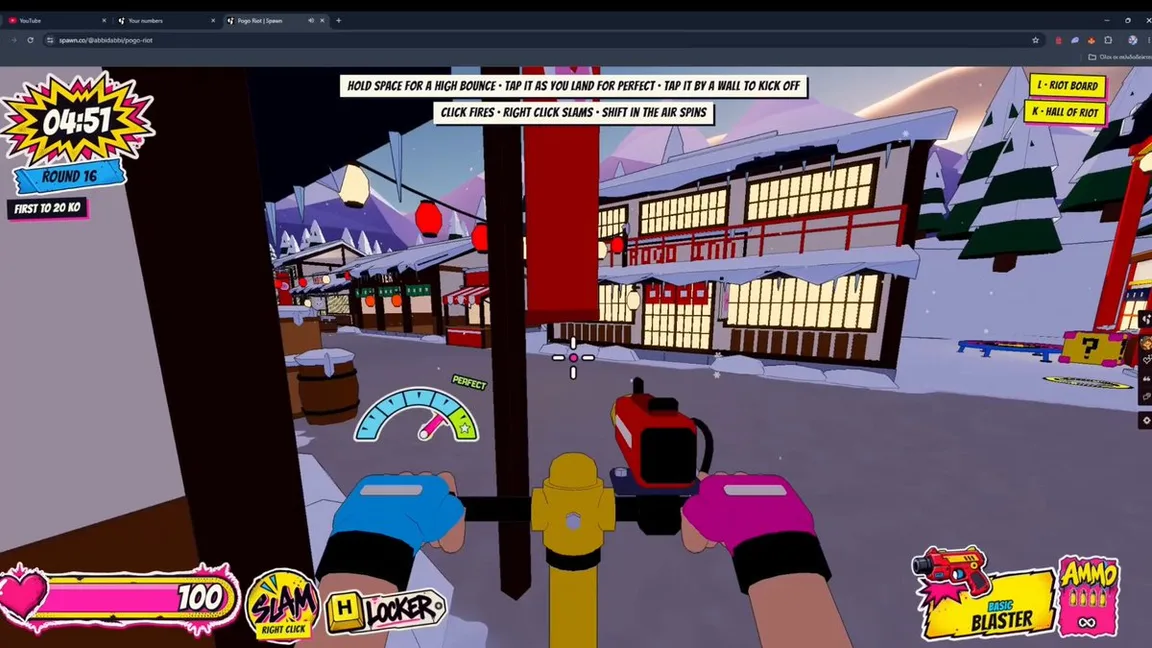 YouTube
Your numbers
Pogo Riot | Spawn
spawn.co/@abbidabbi/pogo-riot
HOLD SPACE FOR A HIGH BOUNCE • TAP IT AS YOU LAND FOR PERFECT • TAP IT BY A WALL TO KICK OFF
CLICK FIRES • RIGHT CLICK SLAMS • SHIFT IN THE AIR SPINS
L • RIOT BOARD
K • HALL OF RIOT
04:51
ROUND 16
FIRST TO 20 KO
?
PERFECT
100
SLAM
RIGHT CLICK
H
LOCKER
BASIC
BLASTER
AMMO
∞